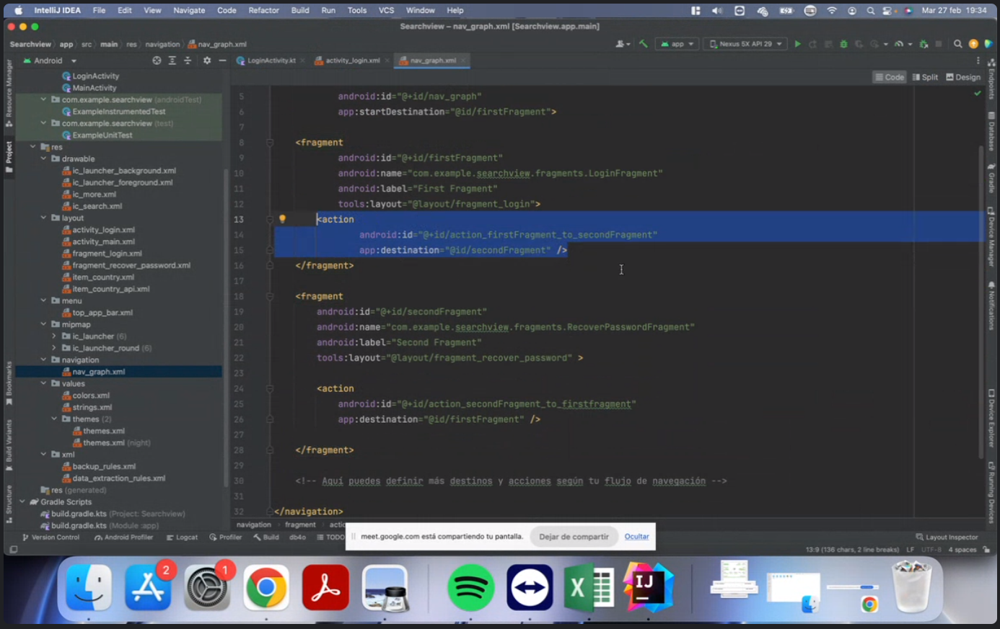 IntelliJ IDEA File Edit View Navigate Code Refactor Build Run Tools VCS Window Help Mar 27 feb 19:34
Searchview – nav_graph.xml [Searchview.app.main]
Searchview app src main res navigation nav_graph.xml
app Nexus 5X API 29
Android
LoginActivity.kt activity_login.xml nav_graph.xml
Code Split Design
Resource Manager
Project
Bookmarks
Build Variants
Structure
LoginActivity
MainActivity
com.example.searchview (androidTest)
ExampleInstrumentedTest
com.example.searchview (test)
ExampleUnitTest
res
drawable
ic_launcher_background.xml
ic_launcher_foreground.xml
ic_more.xml
ic_search.xml
layout
activity_login.xml
activity_main.xml
fragment_login.xml
fragment_recover_password.xml
item_country.xml
item_country_api.xml
menu
top_app_bar.xml
mipmap
ic_launcher (6)
ic_launcher_round (6)
navigation
nav_graph.xml
values
colors.xml
strings.xml
themes (2)
themes.xml
themes.xml (night)
xml
backup_rules.xml
data_extraction_rules.xml
res (generated)
Gradle Scripts
build.gradle.kts (Project: Searchview)
build.gradle.kts (Module :app)
5 android:id="@+id/nav_graph"
6 app:startDestination="@id/firstFragment">
7
8 <fragment
9 android:id="@+id/firstFragment"
10 android:name="com.example.searchview.fragments.LoginFragment"
11 android:label="First Fragment"
12 tools:layout="@layout/fragment_login">
13 <action
14 android:id="@+id/action_firstFragment_to_secondFragment"
15 app:destination="@id/secondFragment" />
16 </fragment>
17
18 <fragment
19 android:id="@+id/secondFragment"
20 android:name="com.example.searchview.fragments.RecoverPasswordFragment"
21 android:label="Second Fragment"
22 tools:layout="@layout/fragment_recover_password" >
23
24 <action
25 android:id="@+id/action_secondFragment_to_firstfragment"
26 app:destination="@id/firstFragment" />
27
28 </fragment>
29
30 <!-- Aquí puedes definir más destinos y acciones según tu flujo de navegación -->
31
32 </navigation>
navigation fragment actio
Endpoints
Database
Gradle
Device Manager
Notifications
Device Explorer
Running Devices
Version Control Android Profiler Logcat Profiler Build db4o TODO
Layout Inspector
meet.google.com está compartiendo tu pantalla. Dejar de compartir Ocultar
13:9 (136 chars, 2 line breaks) LF UTF-8 4 spaces
2
1
IJ